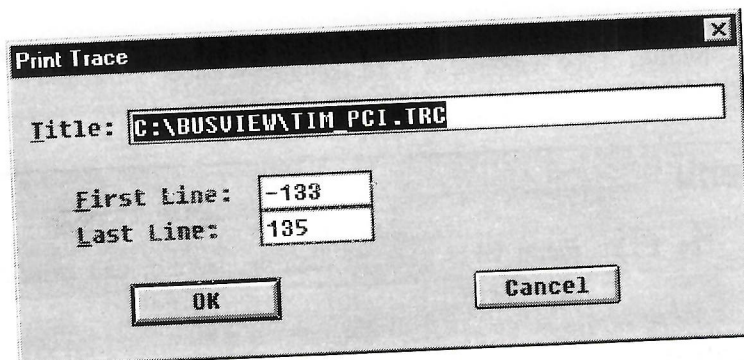 Print Trace
Title: C:\BUSVIEW\TIM_PCI.TRC
First Line: -133
Last Line: 135
OK Cancel